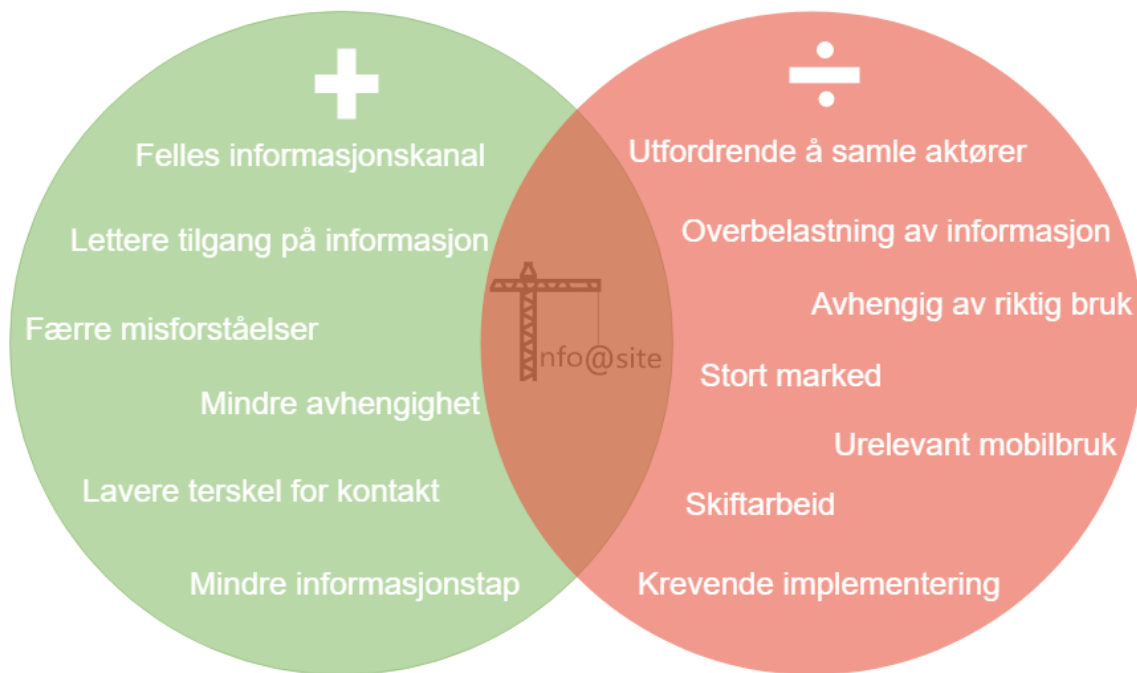 Felles informasjonskanal
Lettere tilgang på informasjon
Færre misforståelser
Mindre avhengighet
Lavere terskel for kontakt
Mindre informasjonstap
nfo@site
Utfordrende å samle aktører
Overbelastning av informasjon
Avhengig av riktig bruk
Stort marked
Urelevant mobilbruk
Skiftarbeid
Krevende implementering